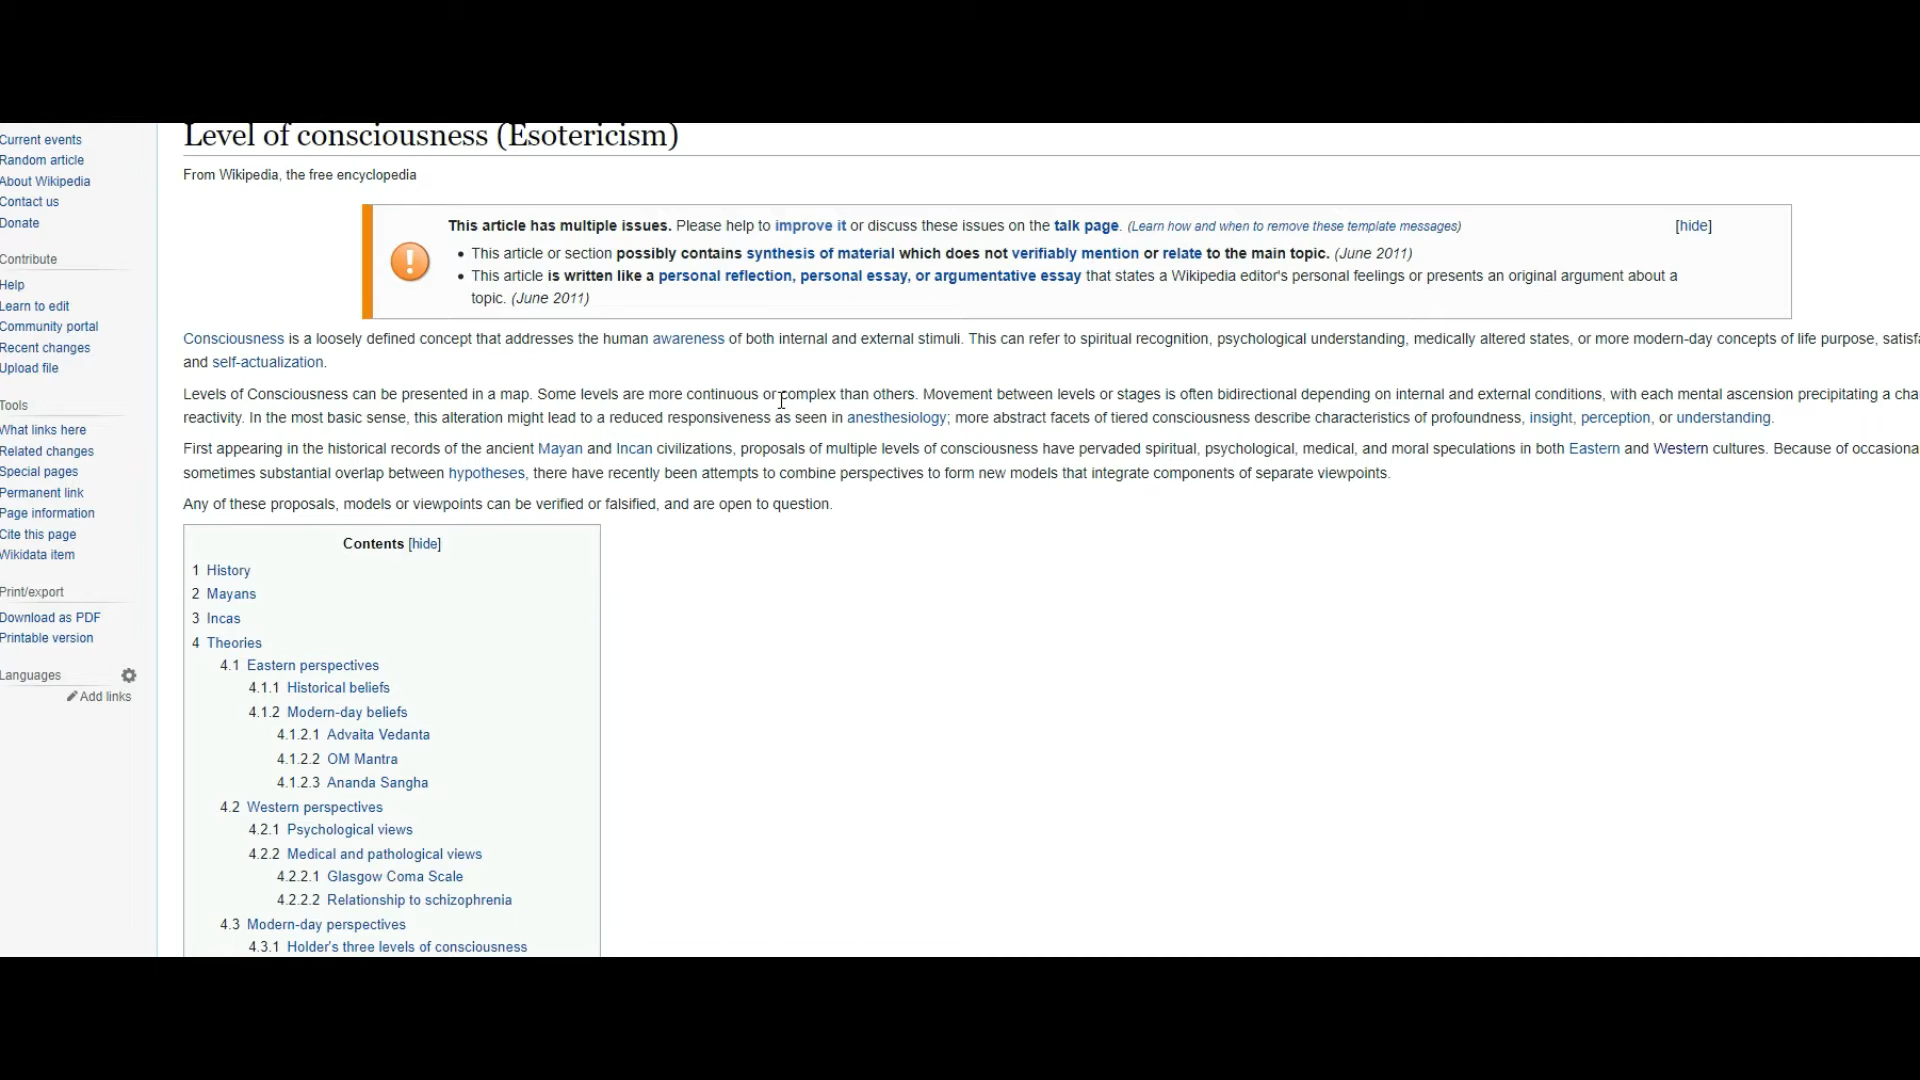 Level of consciousness (Esotericism)
From Wikipedia, the free encyclopedia
Current events
Random article
About Wikipedia
Contact us
Donate
Contribute
Help
Learn to edit
Community portal
Recent changes
Upload file
Tools
What links here
Related changes
Special pages
Permanent link
Page information
Cite this page
Wikidata item
Print/export
Download as PDF
Printable version
Languages
Add links
This article has multiple issues. Please help to improve it or discuss these issues on the talk page. (Learn how and when to remove these template messages) [hide]
• This article or section possibly contains synthesis of material which does not verifiably mention or relate to the main topic. (June 2011)
• This article is written like a personal reflection, personal essay, or argumentative essay that states a Wikipedia editor's personal feelings or presents an original argument about a
topic. (June 2011)
Consciousness is a loosely defined concept that addresses the human awareness of both internal and external stimuli. This can refer to spiritual recognition, psychological understanding, medically altered states, or more modern-day concepts of life purpose,
and self-actualization.
Levels of Consciousness can be presented in a map. Some levels are more continuous or complex than others. Movement between levels or stages is often bidirectional depending on internal and external conditions, with each mental ascension precipitating a
reactivity. In the most basic sense, this alteration might lead to a reduced responsiveness as seen in anesthesiology; more abstract facets of tiered consciousness describe characteristics of profoundness, insight, perception, or understanding.
First appearing in the historical records of the ancient Mayan and Incan civilizations, proposals of multiple levels of consciousness have pervaded spiritual, psychological, medical, and moral speculations in both Eastern and Western cultures. Because of
sometimes substantial overlap between hypotheses, there have recently been attempts to combine perspectives to form new models that integrate components of separate viewpoints.
Any of these proposals, models or viewpoints can be verified or falsified, and are open to question.
Contents [hide]
1 History
2 Mayans
3 Incas
4 Theories
4.1 Eastern perspectives
4.1.1 Historical beliefs
4.1.2 Modern-day beliefs
4.1.2.1 Advaita Vedanta
4.1.2.2 OM Mantra
4.1.2.3 Ananda Sangha
4.2 Western perspectives
4.2.1 Psychological views
4.2.2 Medical and pathological views
4.2.2.1 Glasgow Coma Scale
4.2.2.2 Relationship to schizophrenia
4.3 Modern-day perspectives
4.3.1 Holder's three levels of consciousness